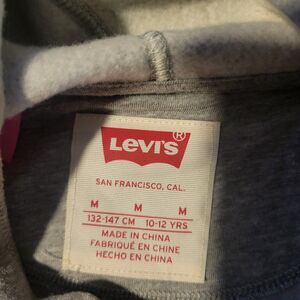 LEVI'S ®
SAN FRANCISCO, CAL.
M M M
132-147 CM 10-12 YRS
MADE IN CHINA
FABRIQUÉ EN CHINE
HECHO EN CHINA